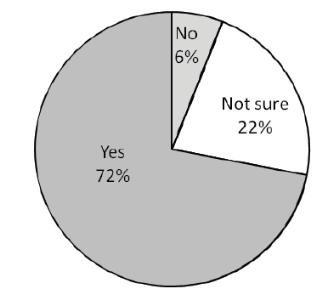 No
6%
Not sure
22%
Yes
72%